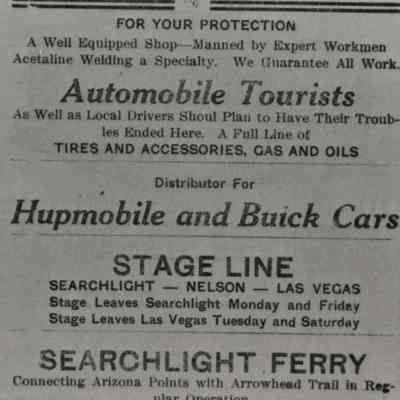 FOR YOUR PROTECTION
A Well Equipped Shop—Manned by Expert Workmen
Acetaline Welding a Specialty. We Guarantee All Work.
Automobile Tourists
As Well as Local Drivers Shoul Plan to Have Their Troub-
les Ended Here. A Full Line of
TIRES AND ACCESSORIES, GAS AND OILS
Distributor For
Hupmobile and Buick Cars
STAGE LINE
SEARCHLIGHT — NELSON — LAS VEGAS
Stage Leaves Searchlight Monday and Friday
Stage Leaves Las Vegas Tuesday and Saturday
SEARCHLIGHT FERRY
Connecting Arizona Points with Arrowhead Trail in Reg-
ular Operation